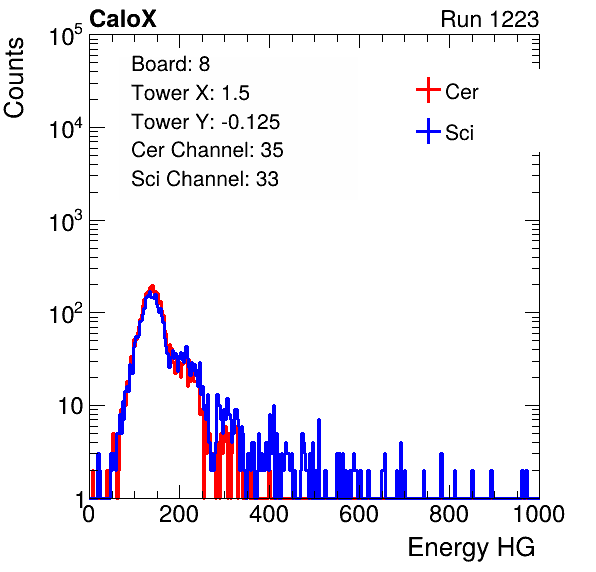 CaloX Run 1223
Counts
10^5
10^4
10^3
10^2
10
1
Board: 8
Tower X: 1.5
Tower Y: -0.125
Cer Channel: 35
Sci Channel: 33
Cer
Sci
0 200 400 600 800 1000
Energy HG